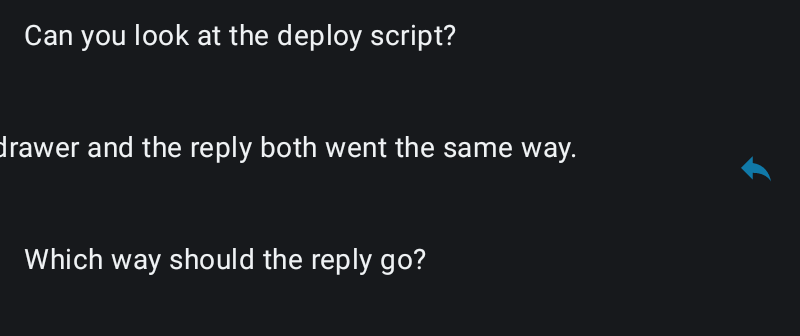 Can you look at the deploy script?
drawer and the reply both went the same way.
Which way should the reply go?